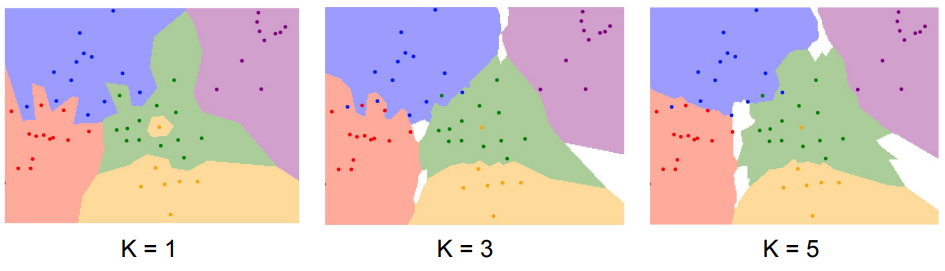 K = 1
K = 3
K = 5